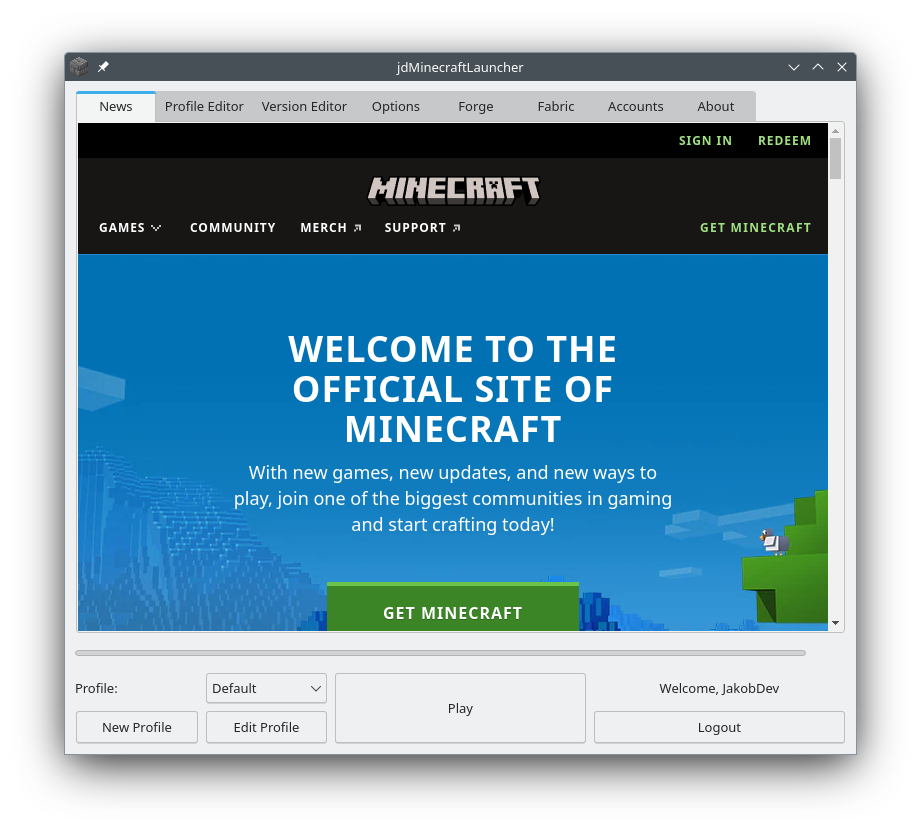 jdMinecraftLauncher
News Profile Editor Version Editor Options Forge Fabric Accounts About
SIGN IN REDEEM
MINECRAFT
GAMES COMMUNITY MERCH SUPPORT GET MINECRAFT
WELCOME TO THE
OFFICIAL SITE OF
MINECRAFT
With new games, new updates, and new ways to
play, join one of the biggest communities in gaming
and start crafting today!
GET MINECRAFT
Profile: Default Play Welcome, JakobDev
New Profile Edit Profile Logout